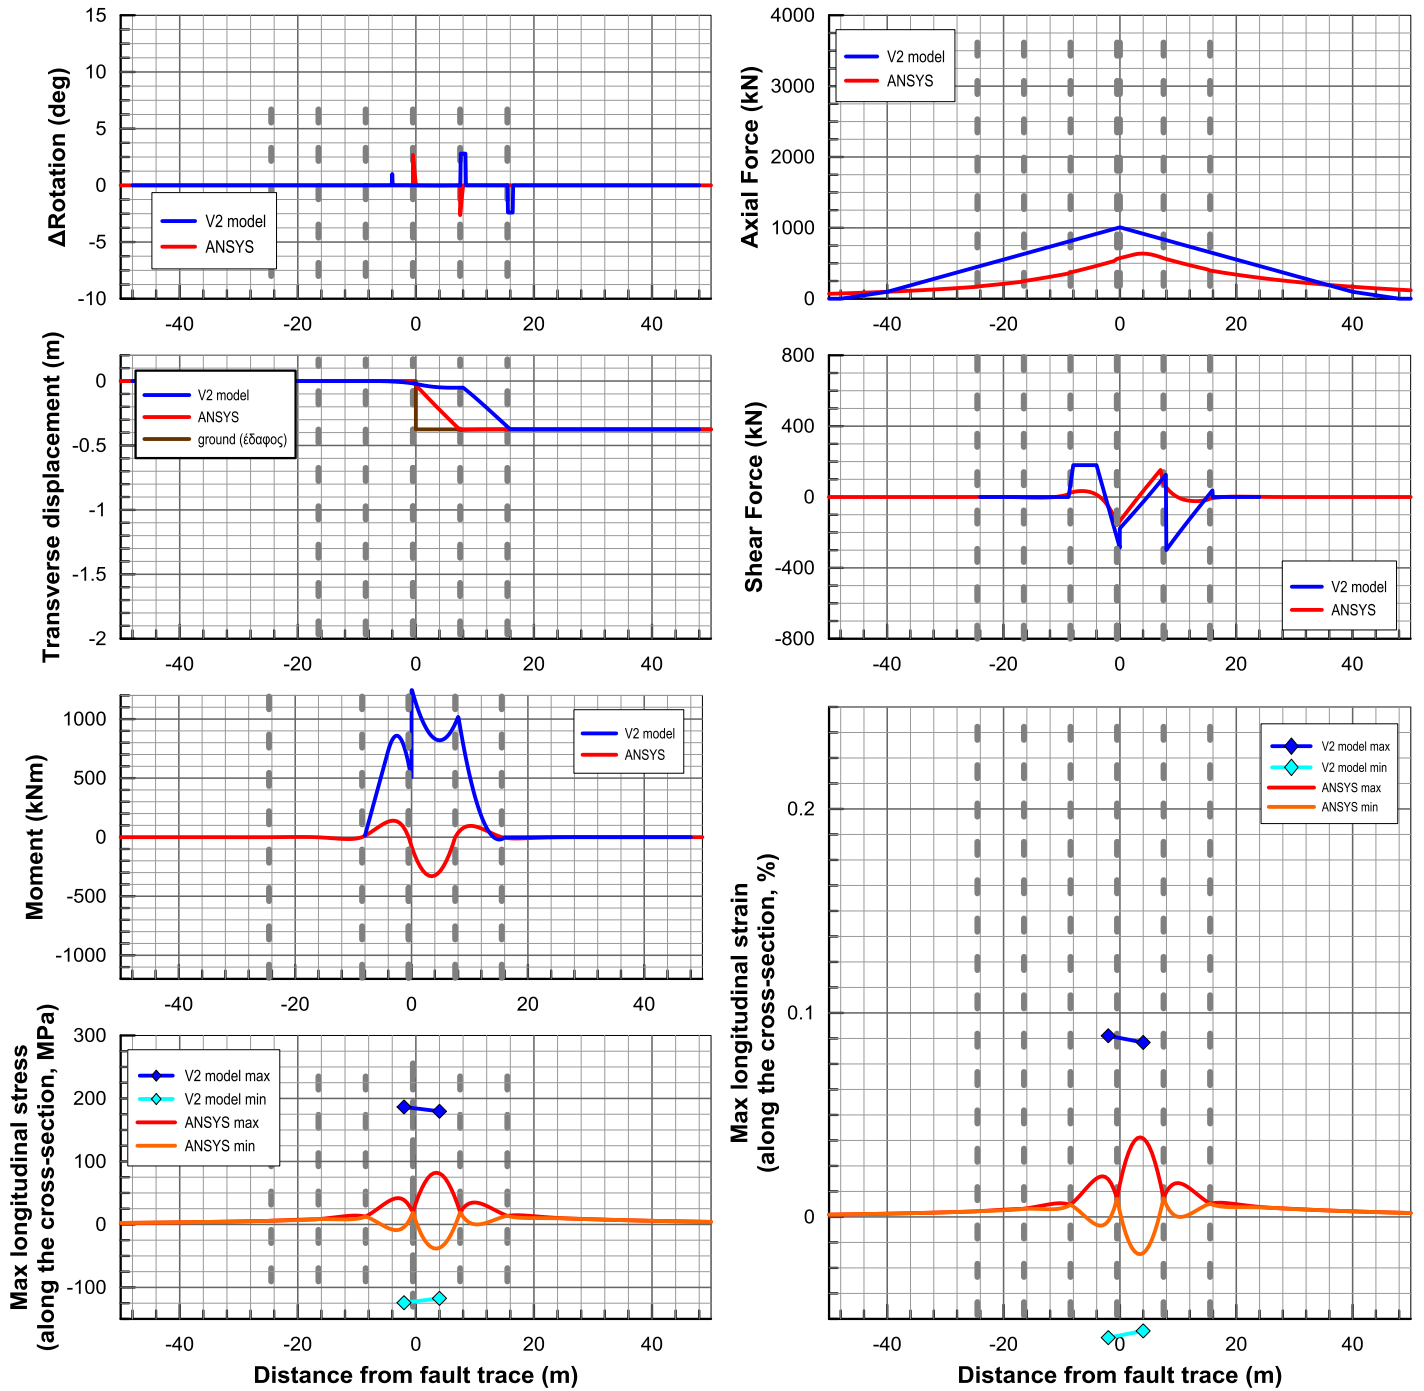 ΔRotation (deg)
15
10
5
0
-5
-10
V2 model
ANSYS
-40
-20
0
20
40
Axial Force (kN)
4000
3000
2000
1000
0
V2 model
ANSYS
-40
-20
0
20
40
Transverse displacement (m)
0
-0.5
-1
-1.5
-2
V2 model
ANSYS
ground (έδαφος)
-40
-20
0
20
40
Shear Force (kN)
800
400
0
-400
-800
V2 model
ANSYS
-40
-20
0
20
40
Moment (kNm)
1000
500
0
-500
-1000
V2 model
ANSYS
-40
-20
0
20
40
Max longitudinal stress
(along the cross-section, MPa)
300
200
100
0
-100
V2 model max
V2 model min
ANSYS max
ANSYS min
-40
-20
0
20
40
Distance from fault trace (m)
Max longitudinal strain
(along the cross-section, %)
0.2
0.1
0
V2 model max
V2 model min
ANSYS max
ANSYS min
-40
-20
0
20
40
Distance from fault trace (m)